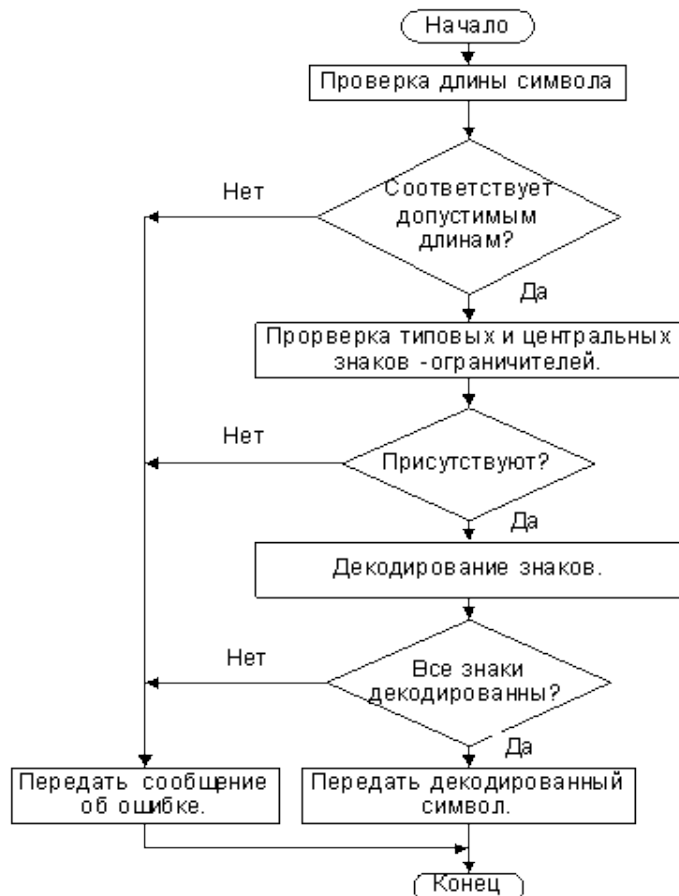 Начало
Проверка длины символа
Соответствует
допустимым
длинам?
Нет
Да
Прорверка типовых и центральных
знаков -ограничителей.
Нет
Присутствуют?
Да
Декодирование знаков.
Нет
Все знаки
декодированны?
Да
Передать сообщение
об ошибке.
Передать декодированный
символ.
Конец